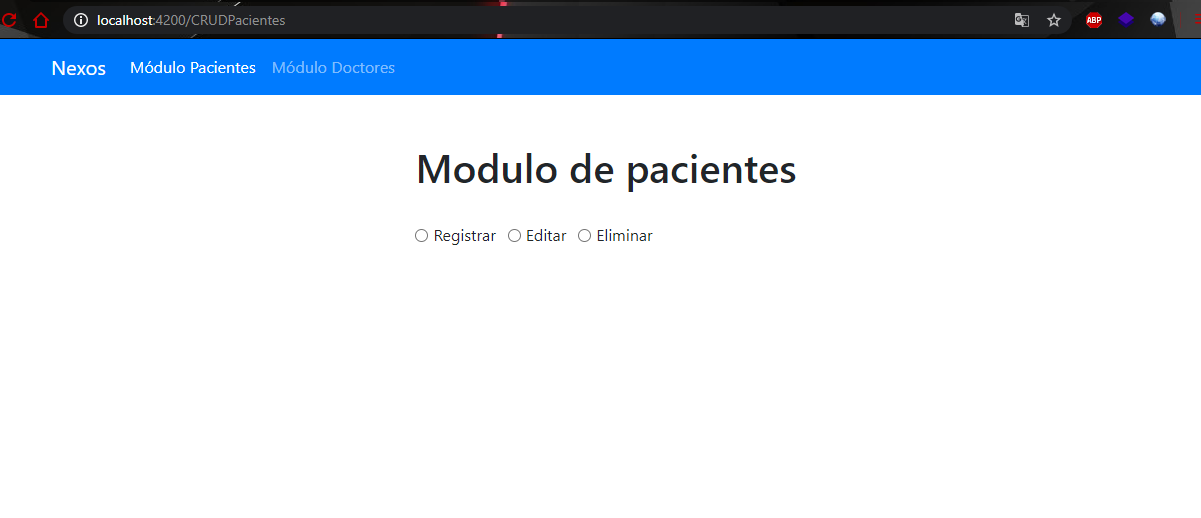 localhost:4200/CRUDPacientes
ABP
Nexos Módulo Pacientes Módulo Doctores
Modulo de pacientes
Registrar Editar Eliminar